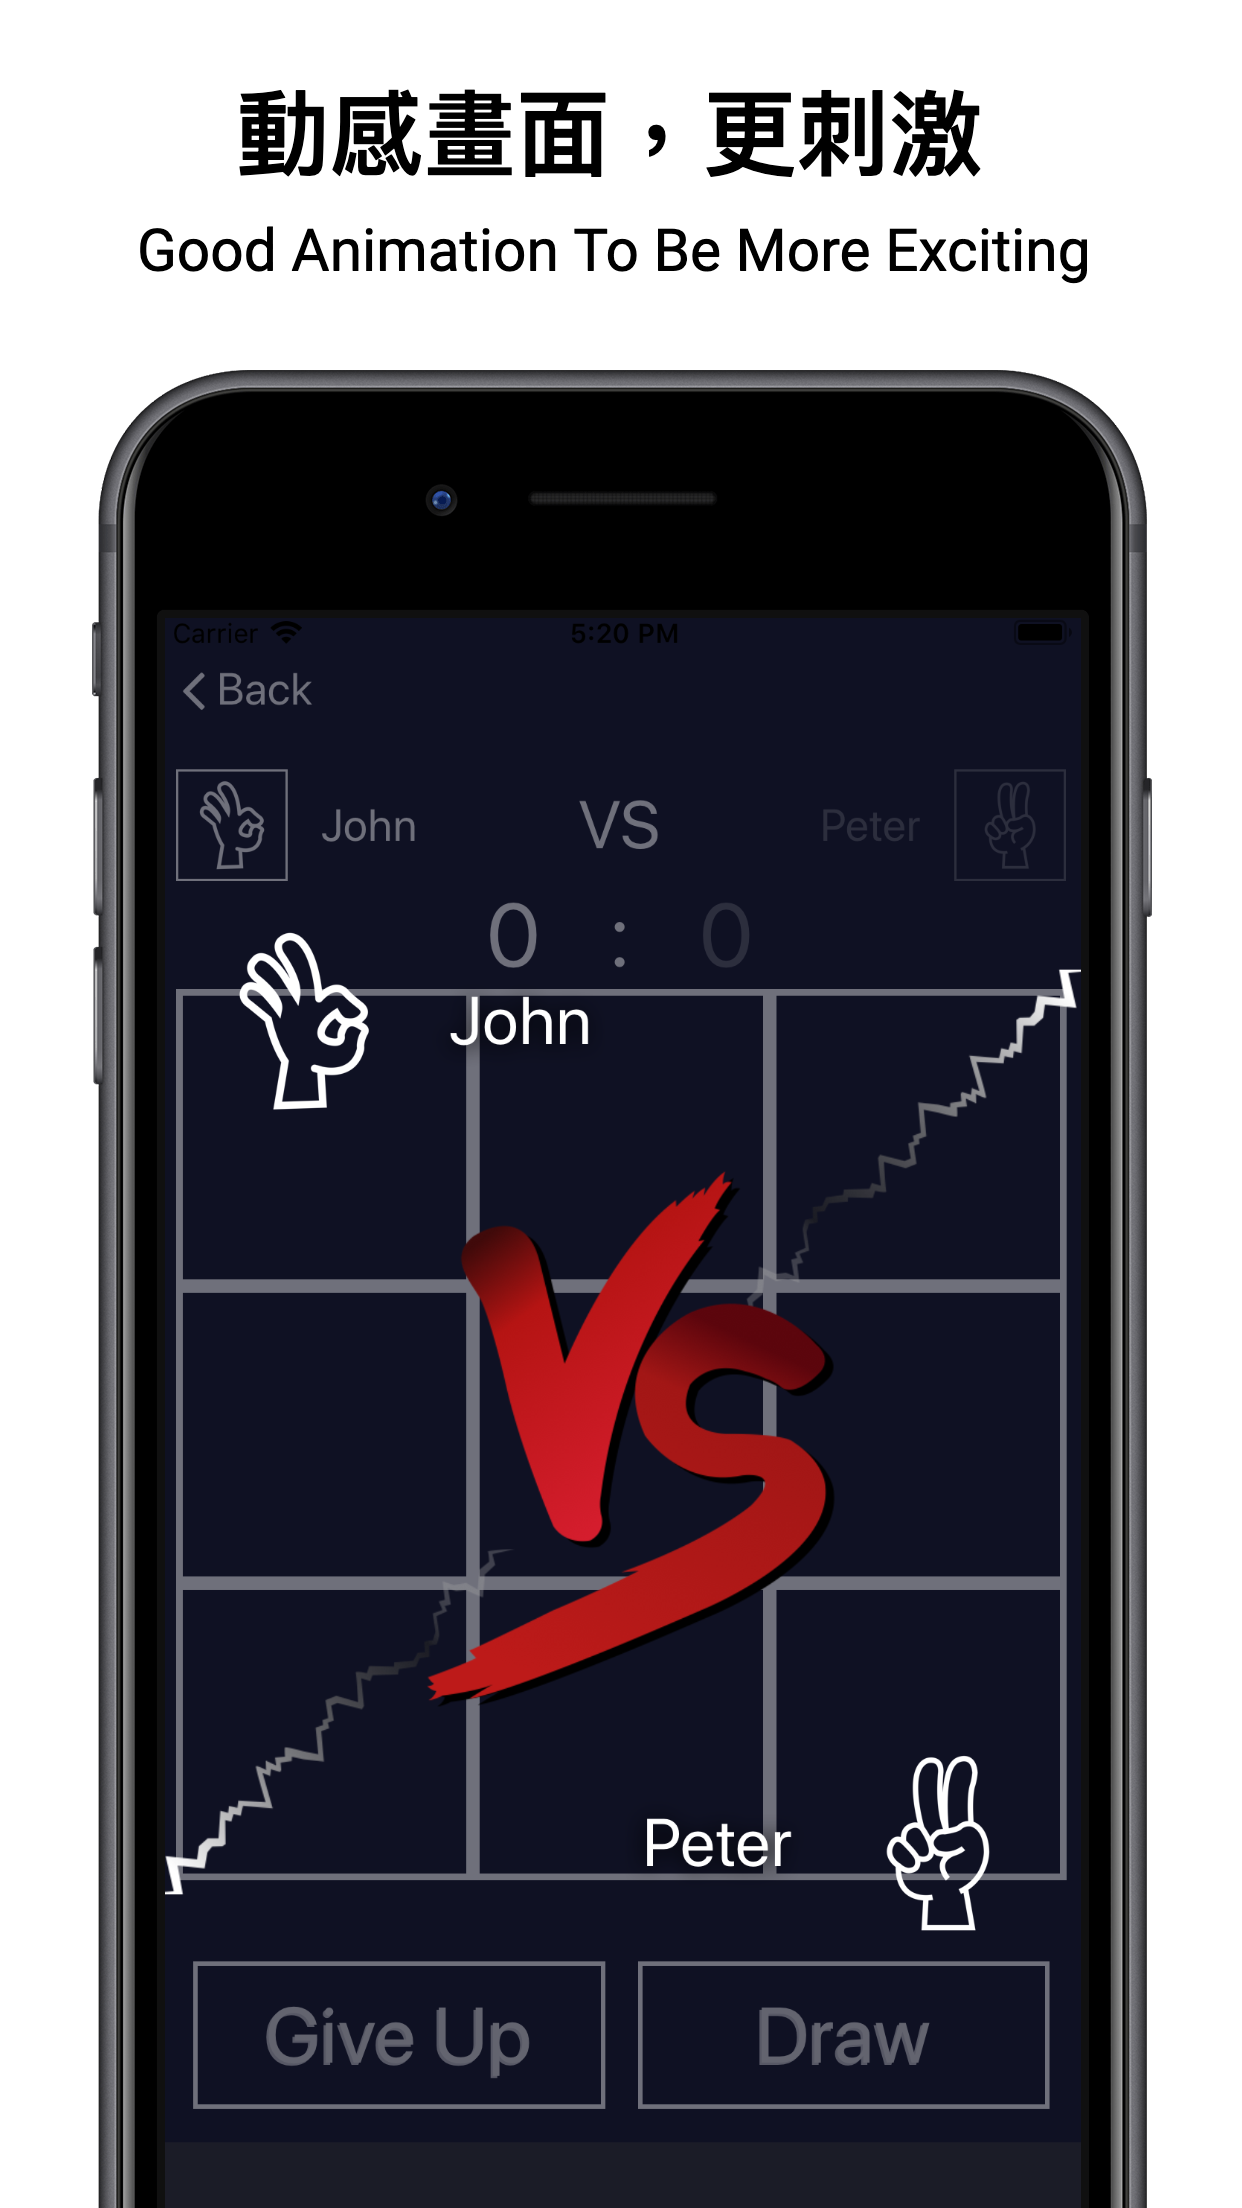 動感畫面，更刺激
Good Animation To Be More Exciting
Carrier 5:20 PM
Back
John VS Peter
0 : 0
John
VS
Peter
Give Up Draw